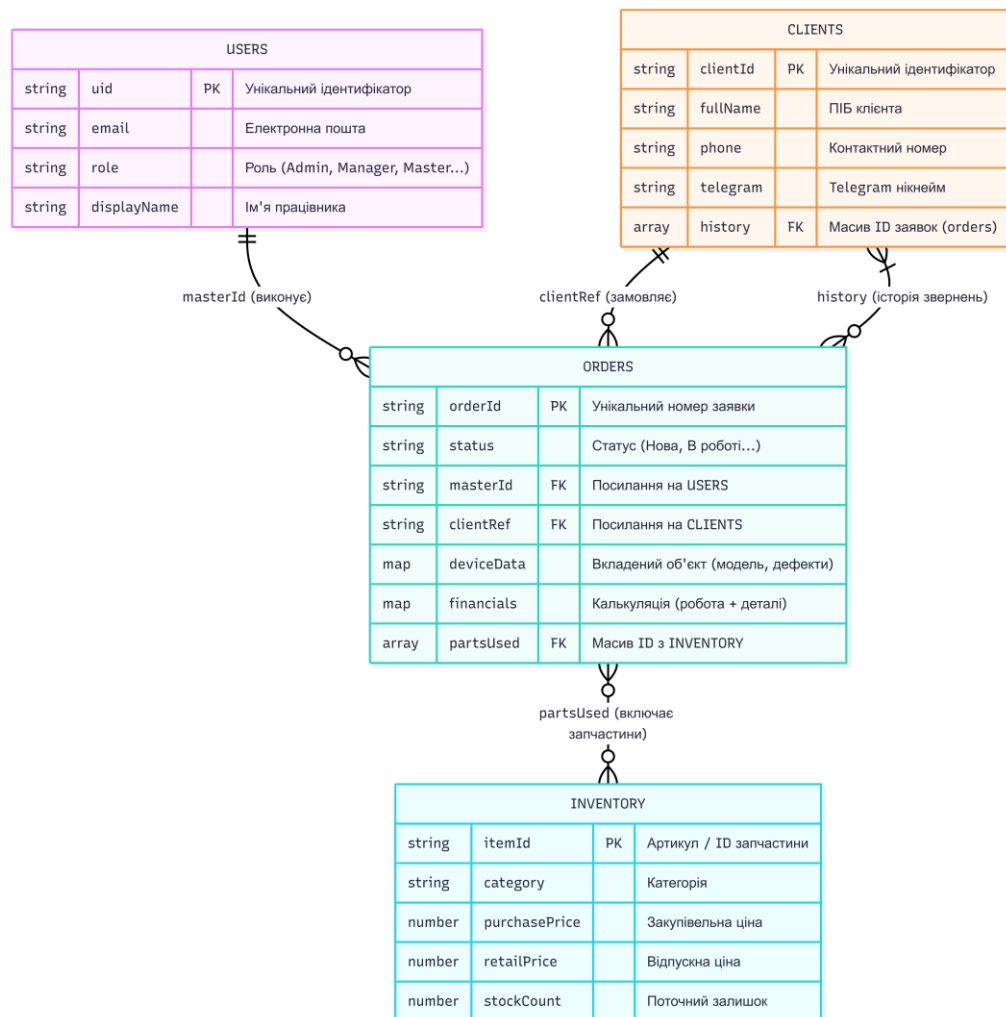 USERS
string uid PK Унікальний ідентифікатор
string email Електронна пошта
string role Роль (Admin, Manager, Master...)
string displayName Ім'я працівника
CLIENTS
string clientId PK Унікальний ідентифікатор
string fullName ПІБ клієнта
string phone Контактний номер
string telegram Telegram нікнейм
array history FK Масив ID заявок (orders)
masterId (виконує)
clientRef (замовляє)
history (історія звернень)
ORDERS
string orderId PK Унікальний номер заявки
string status Статус (Нова, В роботі...)
string masterId FK Посилання на USERS
string clientRef FK Посилання на CLIENTS
map deviceData Вкладений об'єкт (модель, дефекти)
map financials Калькуляція (робота + деталі)
array partsUsed FK Масив ID з INVENTORY
partsUsed (включає
запчастини)
INVENTORY
string itemId PK Артикул / ID запчастини
string category Категорія
number purchasePrice Закупівельна ціна
number retailPrice Відпускна ціна
number stockCount Поточний залишок